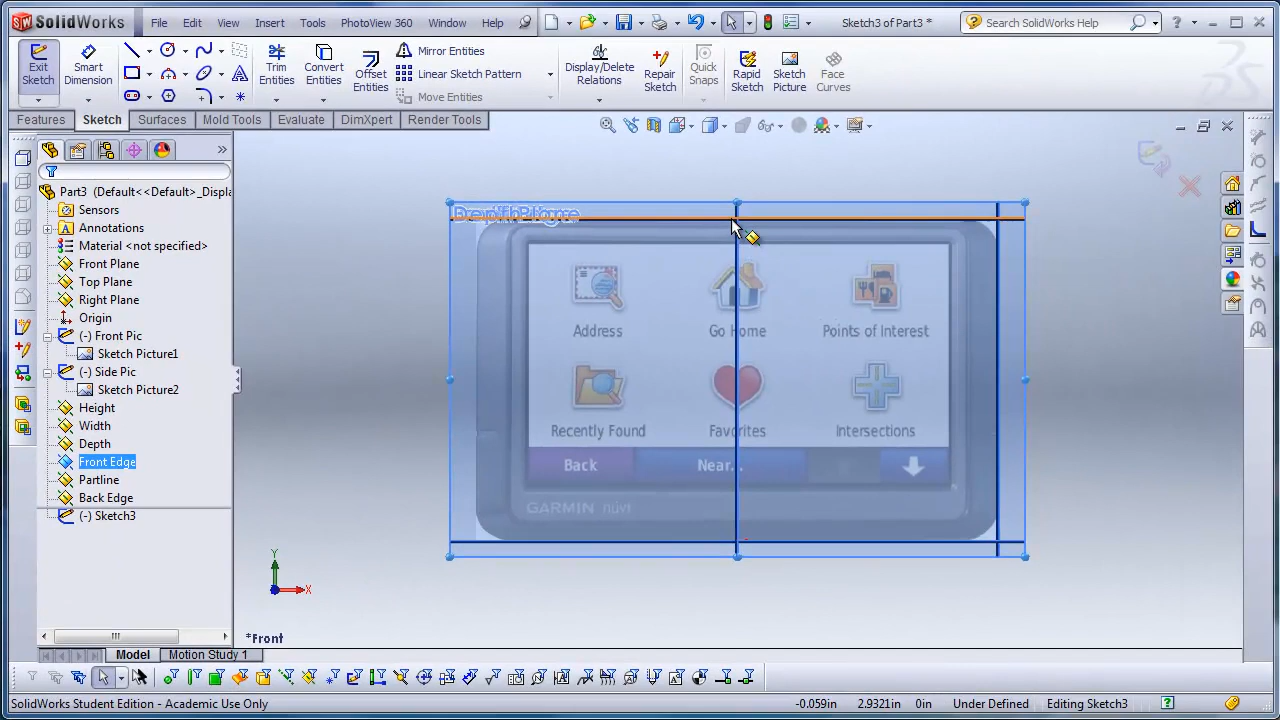 SolidWorks
File Edit View Insert Tools PhotoView 360 Window Help
Sketch3 of Part3 *
Search SolidWorks Help
Exit Sketch
Smart Dimension
Trim Entities
Convert Entities
Offset Entities
Mirror Entities
Linear Sketch Pattern
Move Entities
Display/Delete Relations
Repair Sketch
Quick Snaps
Rapid Sketch
Sketch Picture
Face Curves
Features Sketch Surfaces Mold Tools Evaluate DimXpert Render Tools
Part3 (Default<<Default>_Displa
Sensors
Annotations
Material <not specified>
Front Plane
Top Plane
Right Plane
Origin
(-) Front Pic
Sketch Picture1
(-) Side Pic
Sketch Picture2
Height
Width
Depth
Front Edge
Partline
Back Edge
(-) Sketch3
Address Go Home Points of Interest
Recently Found Favorites Intersections
Back Near...
GARMIN nüvi
Y
X
*Front
Model Motion Study 1
SolidWorks Student Edition - Academic Use Only
-0.059in 2.9321in 0in Under Defined Editing Sketch3